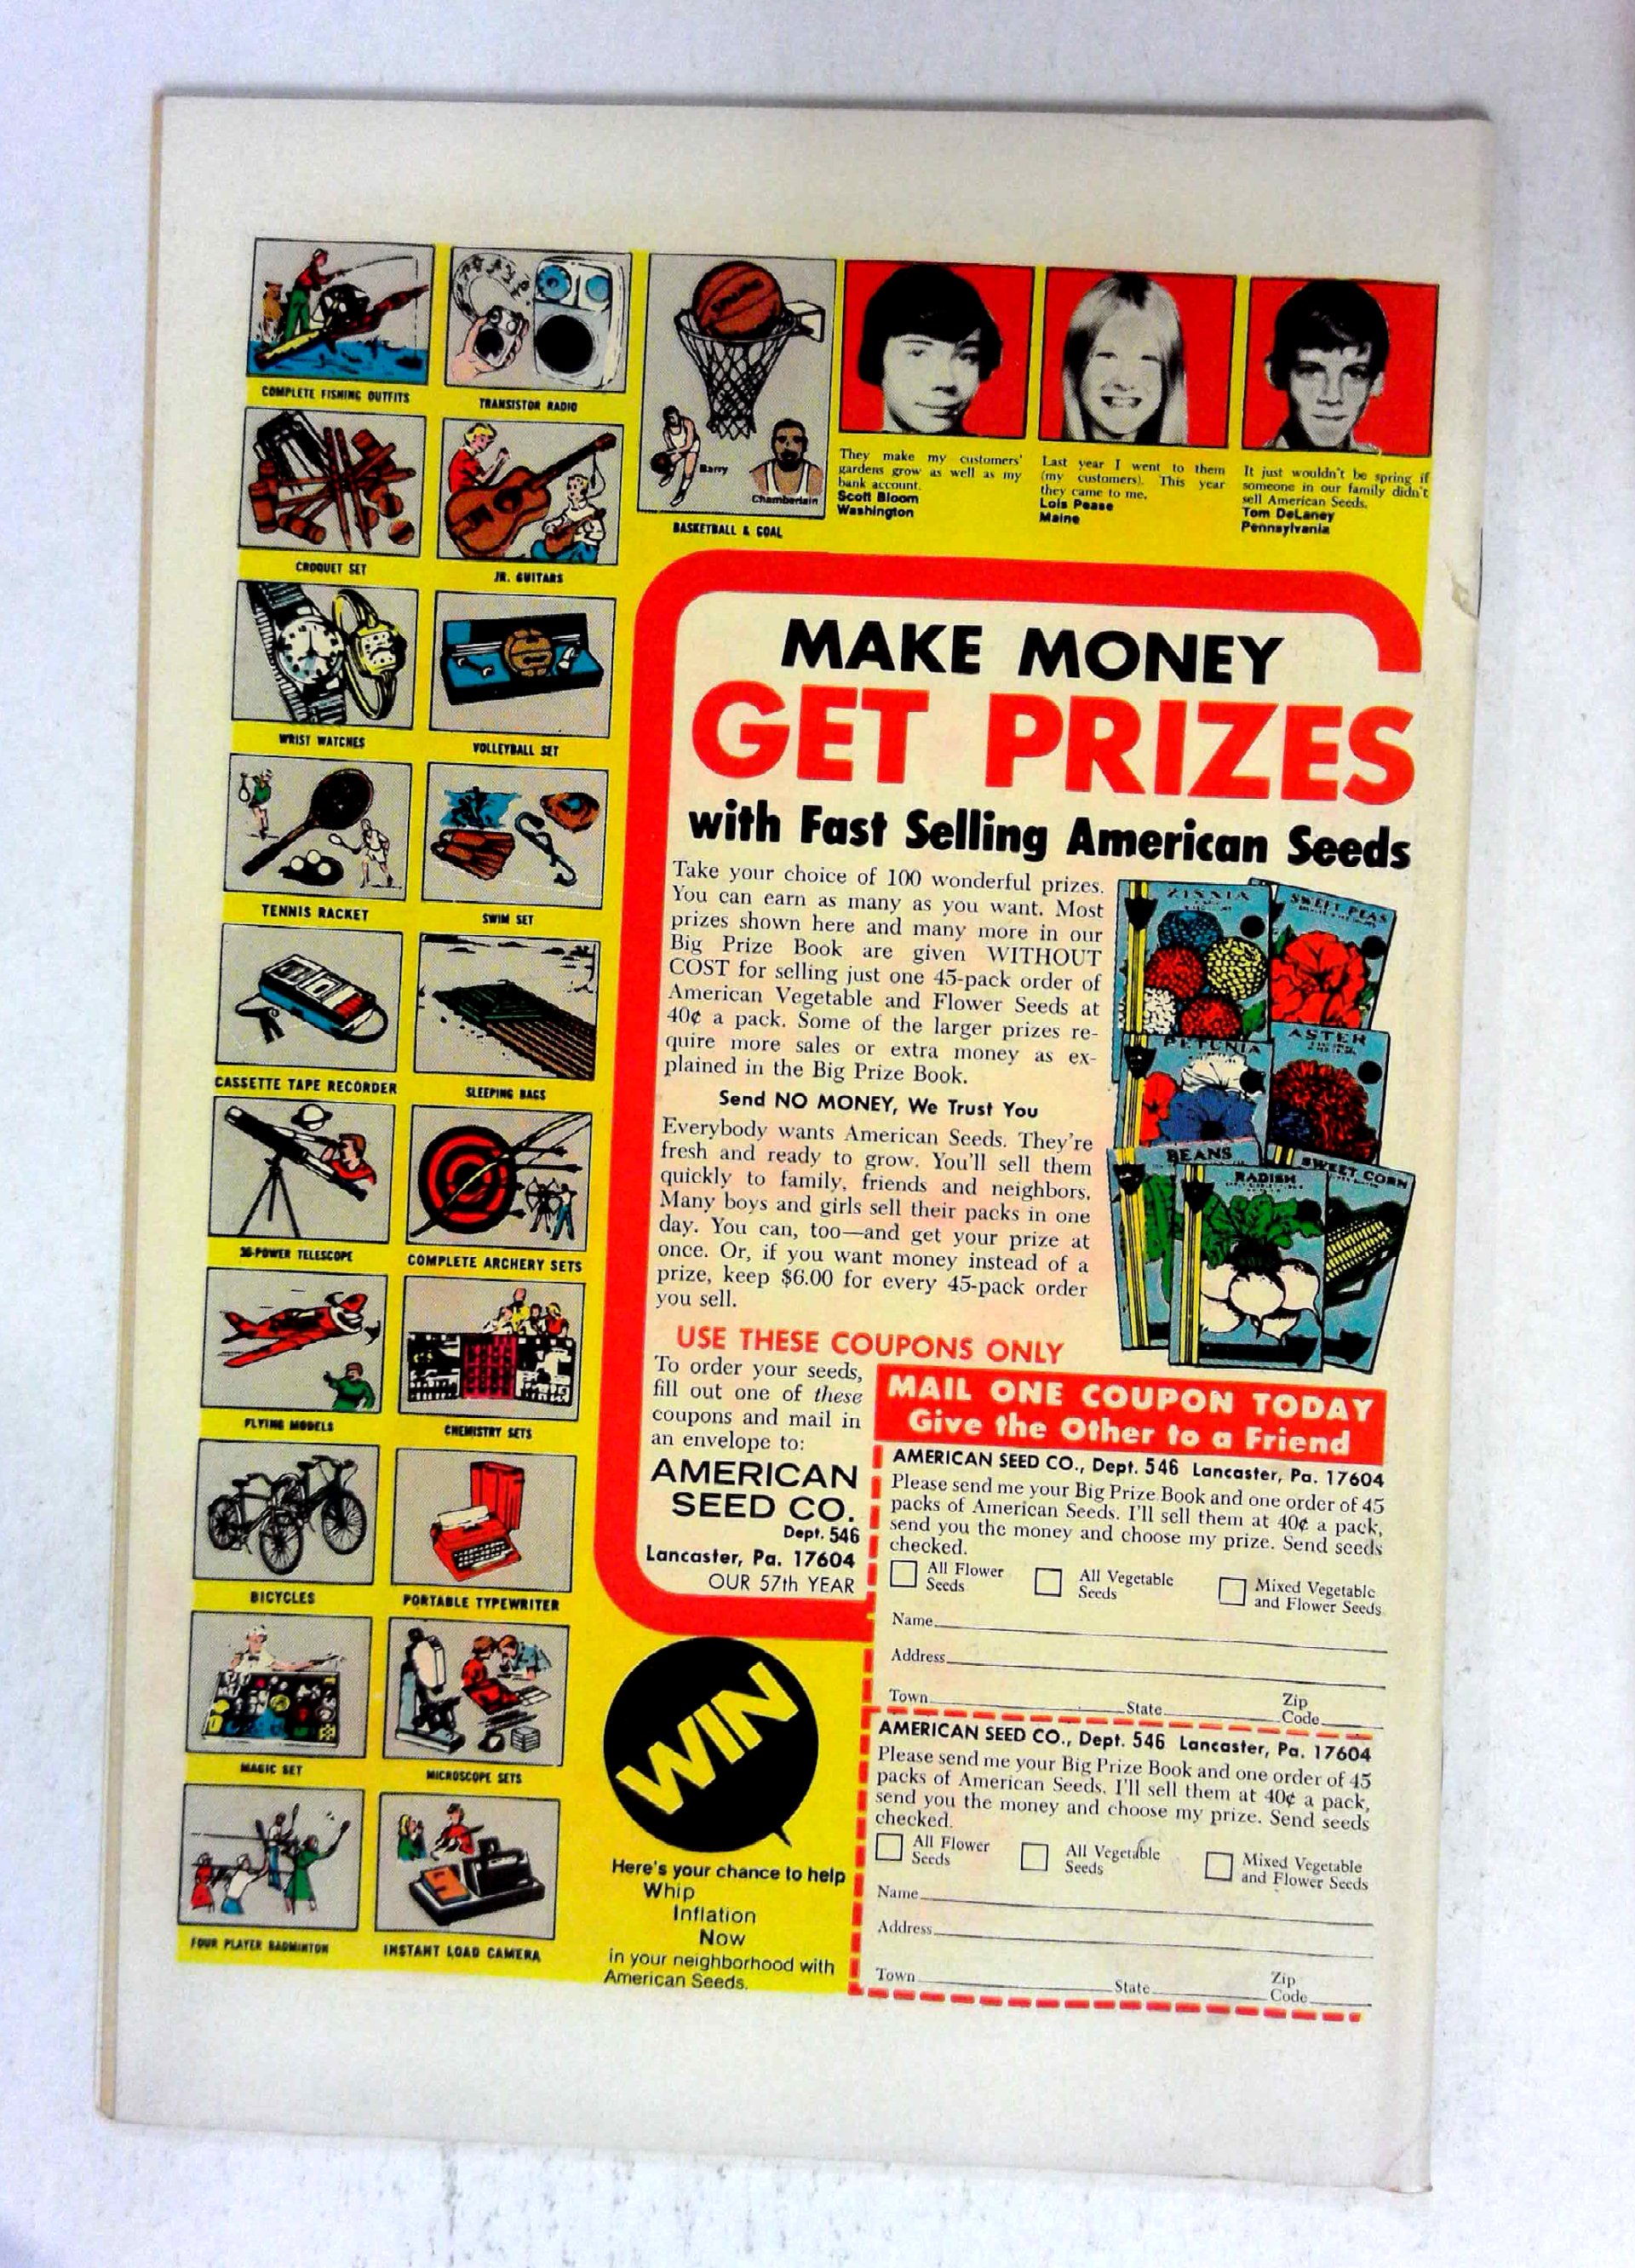 COMPLETE FISHING OUTFITS
TRANSISTOR RADIO
Barry
Chamberlain
BASKETBALL & GOAL
CROQUET SET
JR. GUITARS
WRIST WATCHES
VOLLEYBALL SET
TENNIS RACKET
SWIM SET
CASSETTE TAPE RECORDER
SLEEPING BAGS
POWER TELESCOPE
COMPLETE ARCHERY SETS
FLYING MODELS
CHEMISTRY SETS
BICYCLES
PORTABLE TYPEWRITER
MAGIC SET
MICROSCOPE SETS
FOUR PLAYER BADMINTON
INSTANT LOAD CAMERA
They make my customers'
gardens grow as well as my
bank account.
Scott Bloom
Washington
Last year I went to them
(my customers). This year
they came to me.
Lois Pease
Maine
It just wouldn't be spring if
someone in our family didn't
sell American Seeds.
Tom DeLaney
Pennsylvania
MAKE MONEY
GET PRIZES
with Fast Selling American Seeds
Take your choice of 100 wonderful prizes.
You can earn as many as you want. Most
prizes shown here and many more in our
Big Prize Book are given WITHOUT
COST for selling just one 45-pack order of
American Vegetable and Flower Seeds at
40¢ a pack. Some of the larger prizes re-
quire more sales or extra money as ex-
plained in the Big Prize Book.
Send NO MONEY, We Trust You
Everybody wants American Seeds. They're
fresh and ready to grow. You'll sell them
quickly to family, friends and neighbors.
Many boys and girls sell their packs in one
day. You can, too—and get your prize at
once. Or, if you want money instead of a
prize, keep $6.00 for every 45-pack order
you sell.
ZINNIA
SWEET PEAS
PETUNIA
ASTER
BEANS
RADISH
SWEET CORN
USE THESE COUPONS ONLY
To order your seeds,
fill out one of these
coupons and mail in
an envelope to:
AMERICAN
SEED CO.
Dept. 546
Lancaster, Pa. 17604
OUR 57th YEAR
MAIL ONE COUPON TODAY
Give the Other to a Friend
AMERICAN SEED CO., Dept. 546 Lancaster, Pa. 17604
Please send me your Big Prize Book and one order of 45
packs of American Seeds. I'll sell them at 40¢ a pack,
send you the money and choose my prize. Send seeds
checked.
All Flower
Seeds
All Vegetable
Seeds
Mixed Vegetable
and Flower Seeds
Name
Address
Town State Zip
Code
AMERICAN SEED CO., Dept. 546 Lancaster, Pa. 17604
Please send me your Big Prize Book and one order of 45
packs of American Seeds. I'll sell them at 40¢ a pack,
send you the money and choose my prize. Send seeds
checked.
All Flower
Seeds
All Vegetable
Seeds
Mixed Vegetable
and Flower Seeds
Name
Address
Town State Zip
Code
WIN
Here's your chance to help
Whip
Inflation
Now
in your neighborhood with
American Seeds.